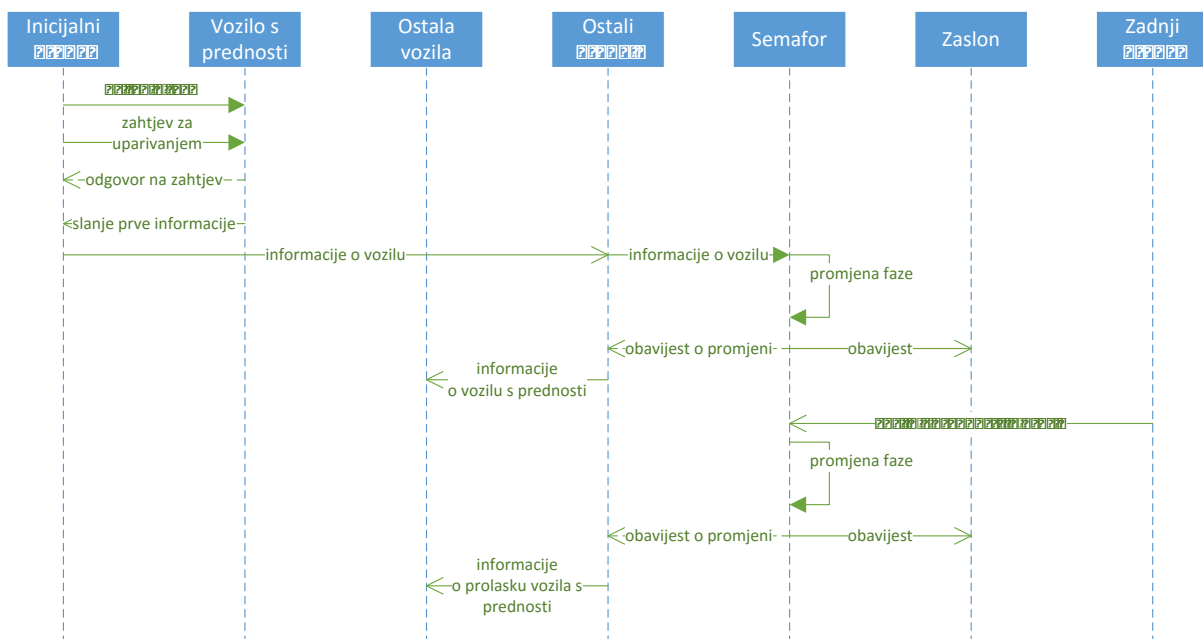 Inicijalni
Vozilo s
prednosti
Ostala
vozila
Ostali
Semafor
Zaslon
Zadnji
zahtjev za
uparivanjem
odgovor na zahtjev
slanje prve informacije
informacije o vozilu
informacije o vozilu
promjena faze
obavijest o promjeni
obavijest
informacije
o vozilu s prednosti
promjena faze
obavijest o promjeni
obavijest
informacije
o prolasku vozila s
prednosti